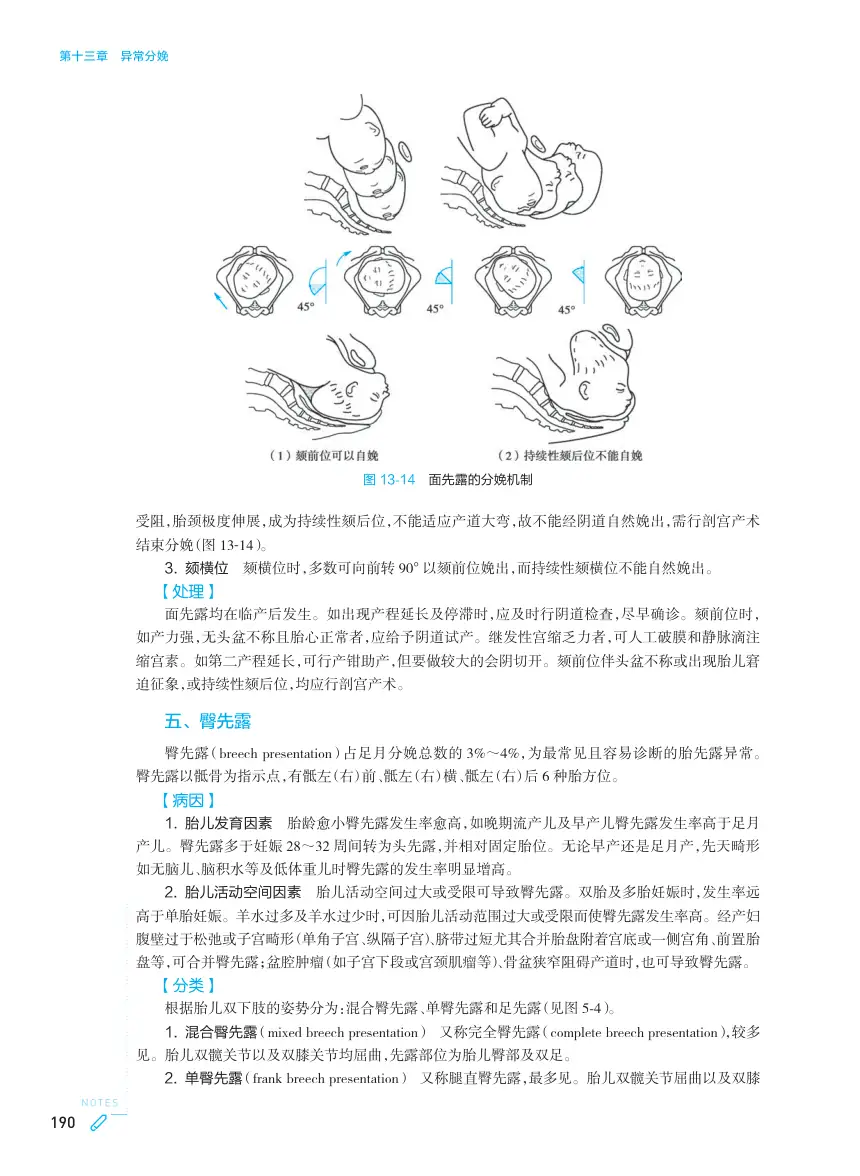 第十三章　异常分娩
45°
45°
45°
（1）颏前位可以自娩
（2）持续性颏后位不能自娩
图 13-14　面先露的分娩机制
受阻，胎颈极度伸展，成为持续性颏后位，不能适应产道大弯，故不能经阴道自然娩出，需行剖宫产术
结束分娩（图 13-14）。
3. 颏横位　颏横位时，多数可向前转 90° 以颏前位娩出，而持续性颏横位不能自然娩出。
【处理】
面先露均在临产后发生。如出现产程延长及停滞时，应及时行阴道检查，尽早确诊。颏前位时，
如产力强，无头盆不称且胎心正常者，应给予阴道试产。继发性宫缩乏力者，可人工破膜和静脉滴注
缩宫素。如第二产程延长，可行产钳助产，但要做较大的会阴切开。颏前位伴头盆不称或出现胎儿窘
迫征象，或持续性颏后位，均应行剖宫产术。
五、臀先露
臀先露（breech presentation）占足月分娩总数的 3%～4%，为最常见且容易诊断的胎先露异常。
臀先露以骶骨为指示点，有骶左（右）前、骶左（右）横、骶左（右）后 6 种胎方位。
【病因】
1. 胎儿发育因素　胎龄愈小臀先露发生率愈高，如晚期流产儿及早产儿臀先露发生率高于足月
产儿。臀先露多于妊娠 28～32 周间转为头先露，并相对固定胎位。无论早产还是足月产，先天畸形
如无脑儿、脑积水等及低体重儿时臀先露的发生率明显增高。
2. 胎儿活动空间因素　胎儿活动空间过大或受限可导致臀先露。双胎及多胎妊娠时，发生率远
高于单胎妊娠。羊水过多及羊水过少时，可因胎儿活动范围过大或受限而使臀先露发生率高。经产妇
腹壁过于松弛或子宫畸形（单角子宫、纵隔子宫）、脐带过短尤其合并胎盘附着宫底或一侧宫角、前置胎
盘等，可合并臀先露；盆腔肿瘤（如子宫下段或宫颈肌瘤等）、骨盆狭窄阻碍产道时，也可导致臀先露。
【分类】
根据胎儿双下肢的姿势分为：混合臀先露、单臀先露和足先露（见图 5-4）。
1. 混合臀先露（mixed breech presentation）　又称完全臀先露（complete breech presentation），较多
见。胎儿双髋关节以及双膝关节均屈曲，先露部位为胎儿臀部及双足。
2. 单臀先露（frank breech presentation）　又称腿直臀先露，最多见。胎儿双髋关节屈曲以及双膝
NOTES
190